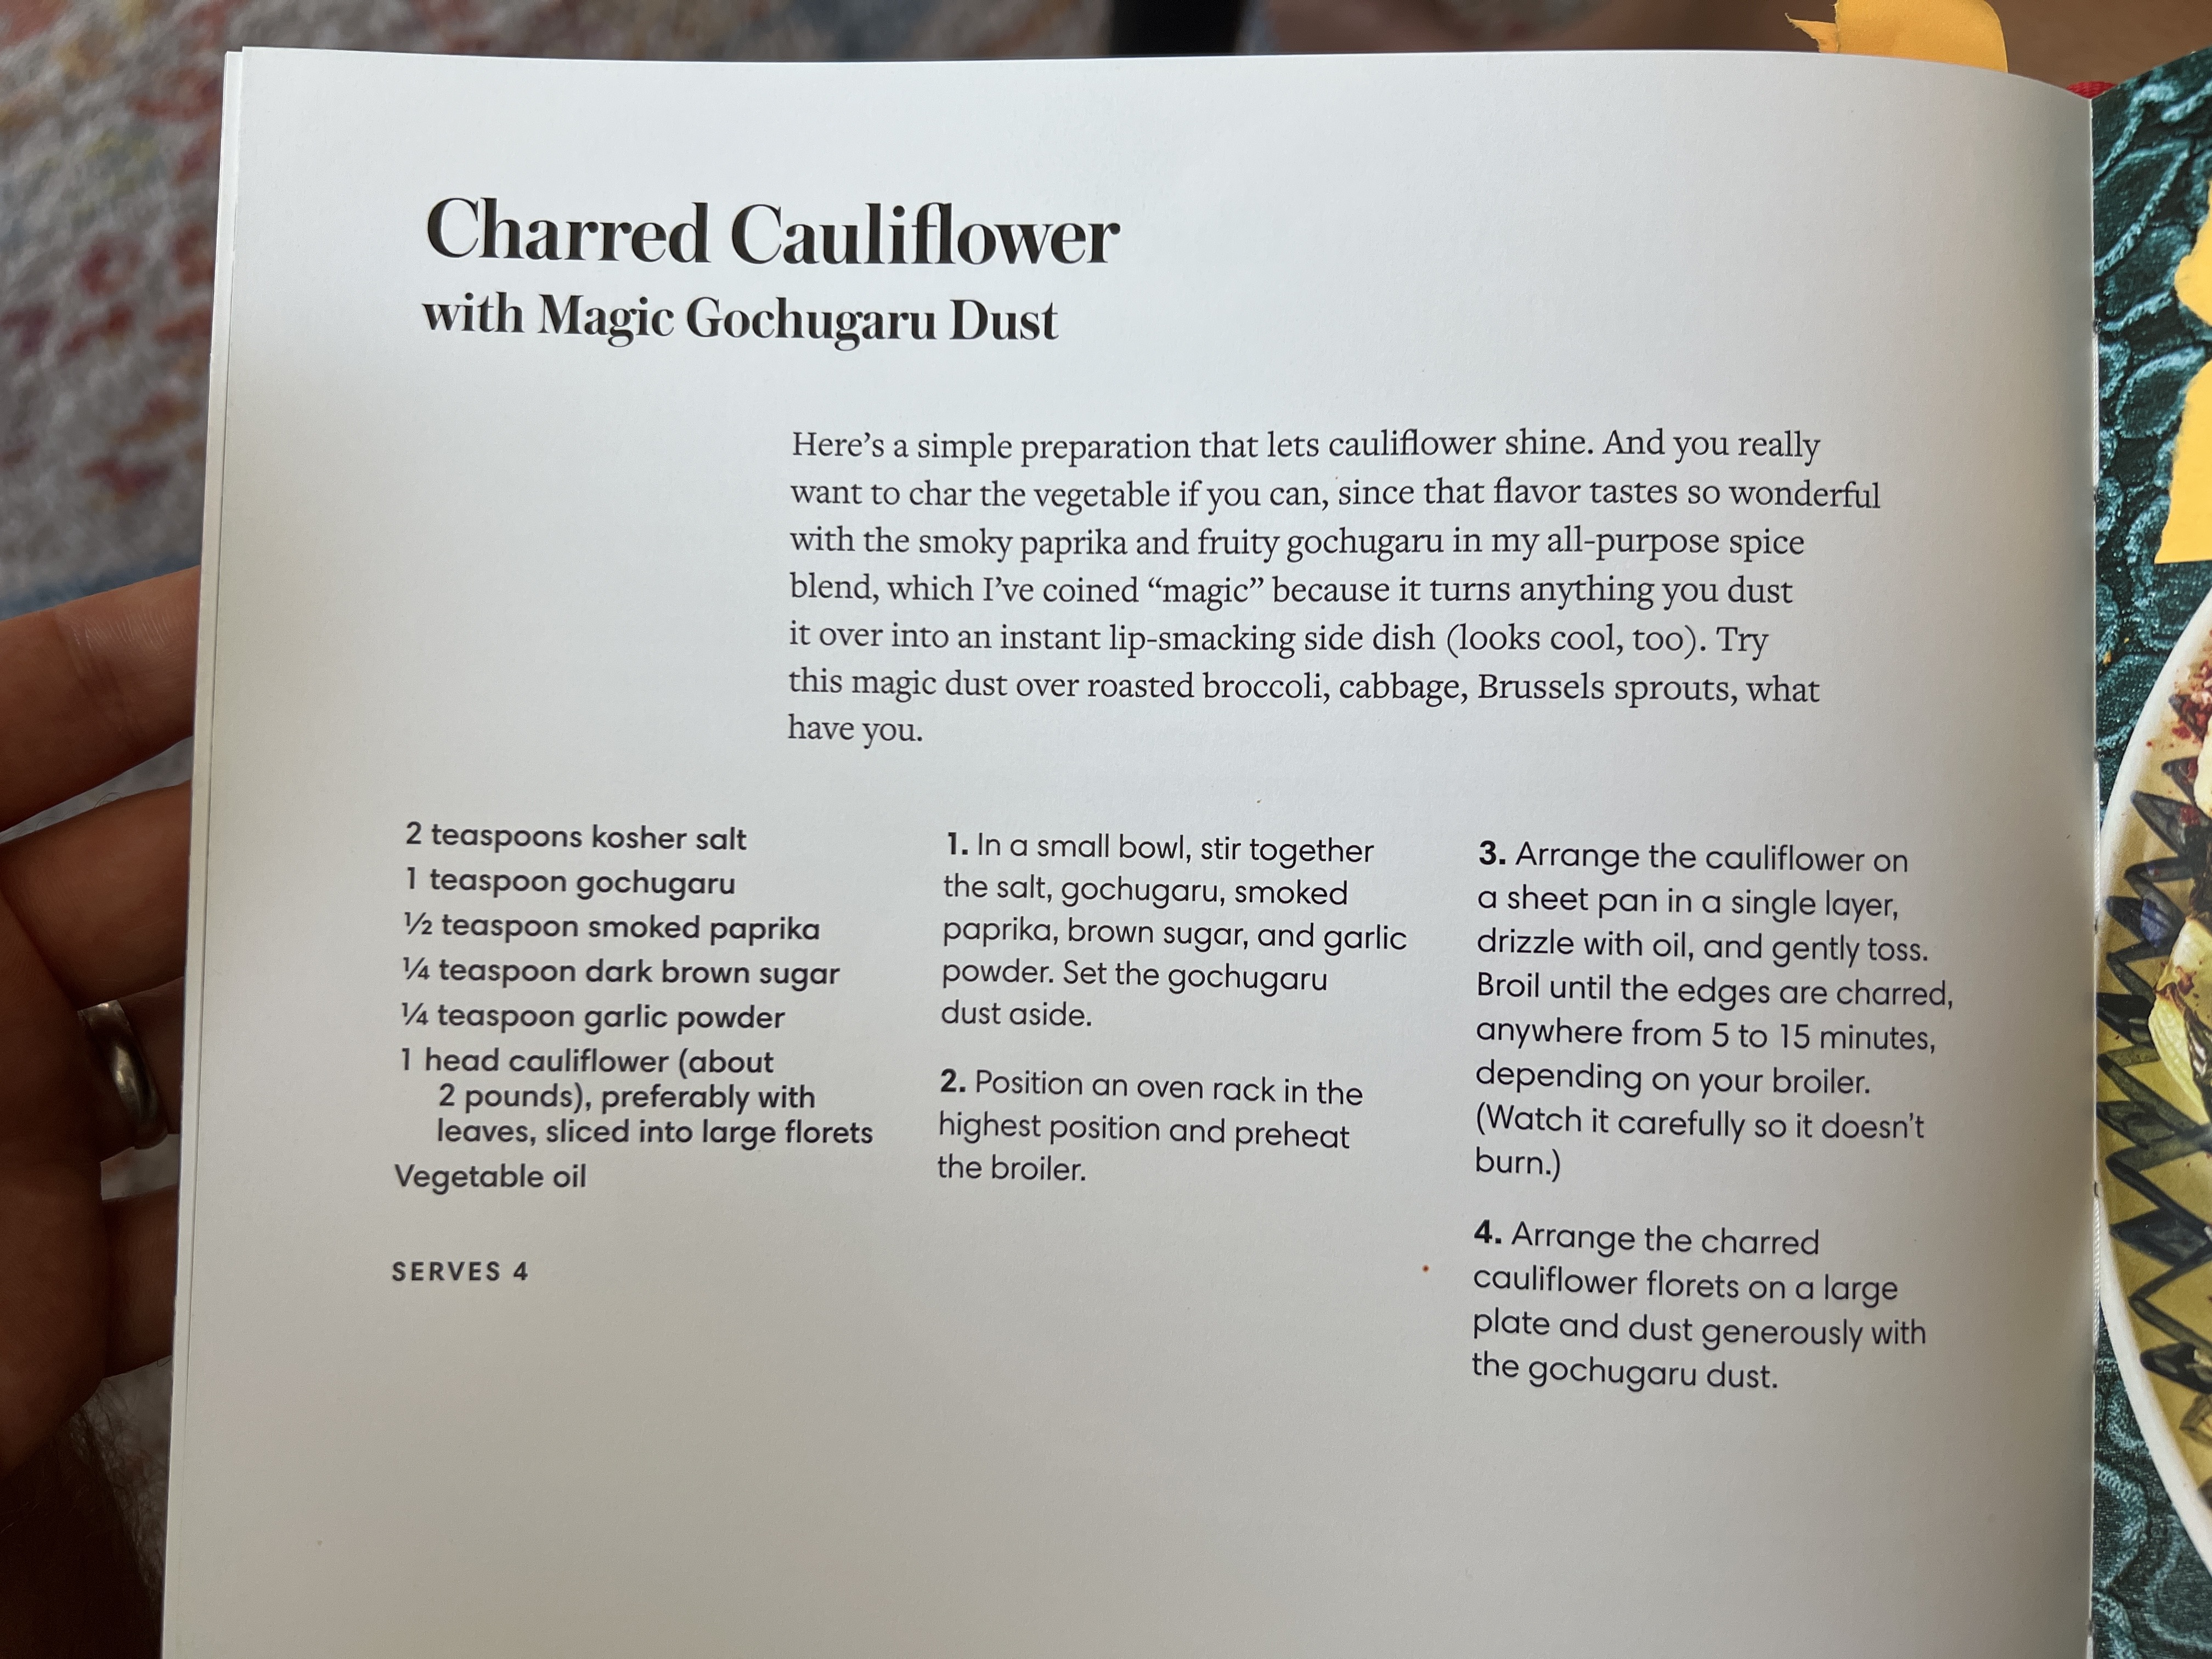 Charred Cauliflower
with Magic Gochugaru Dust
Here's a simple preparation that lets cauliflower shine. And you really
want to char the vegetable if you can, since that flavor tastes so wonderful
with the smoky paprika and fruity gochugaru in my all-purpose spice
blend, which I've coined “magic” because it turns anything you dust
it over into an instant lip-smacking side dish (looks cool, too). Try
this magic dust over roasted broccoli, cabbage, Brussels sprouts, what
have you.
2 teaspoons kosher salt
1 teaspoon gochugaru
½ teaspoon smoked paprika
¼ teaspoon dark brown sugar
¼ teaspoon garlic powder
1 head cauliflower (about
2 pounds), preferably with
leaves, sliced into large florets
Vegetable oil
SERVES 4
1. In a small bowl, stir together
the salt, gochugaru, smoked
paprika, brown sugar, and garlic
powder. Set the gochugaru
dust aside.
2. Position an oven rack in the
highest position and preheat
the broiler.
3. Arrange the cauliflower on
a sheet pan in a single layer,
drizzle with oil, and gently toss.
Broil until the edges are charred,
anywhere from 5 to 15 minutes,
depending on your broiler.
(Watch it carefully so it doesn't
burn.)
4. Arrange the charred
cauliflower florets on a large
plate and dust generously with
the gochugaru dust.